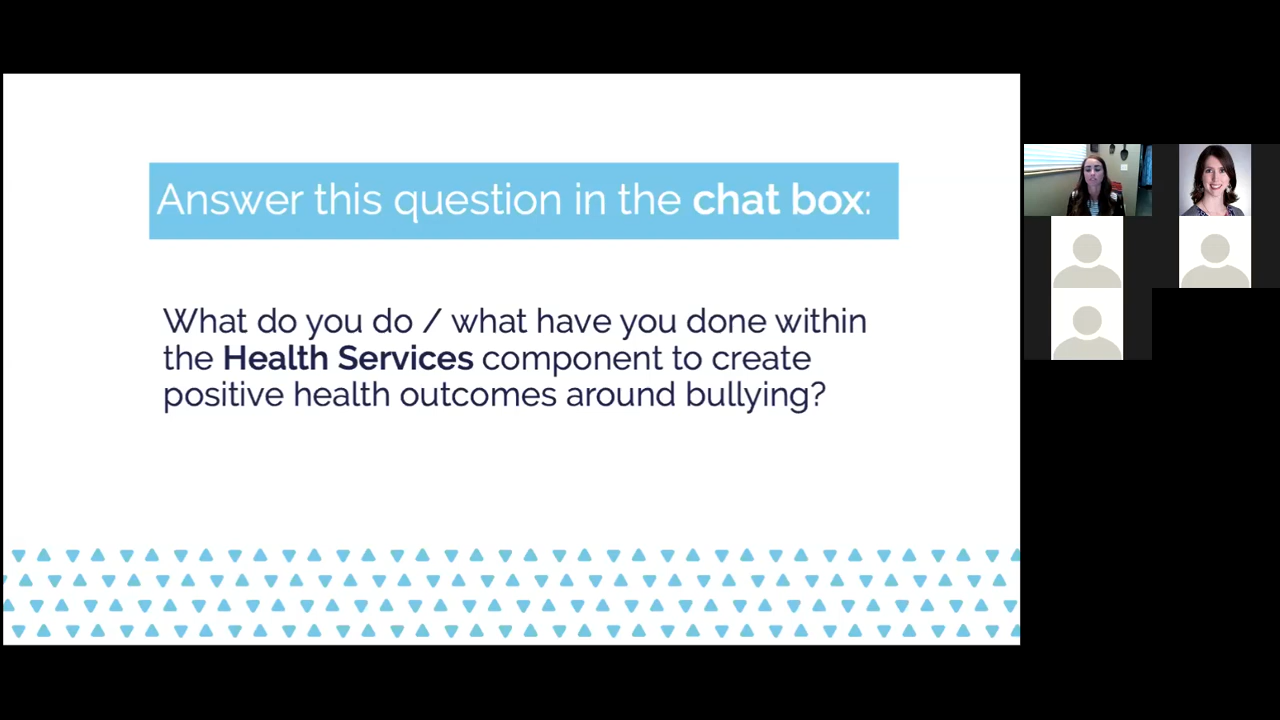 Answer this question in the chat box:
What do you do / what have you done within
the Health Services component to create
positive health outcomes around bullying?